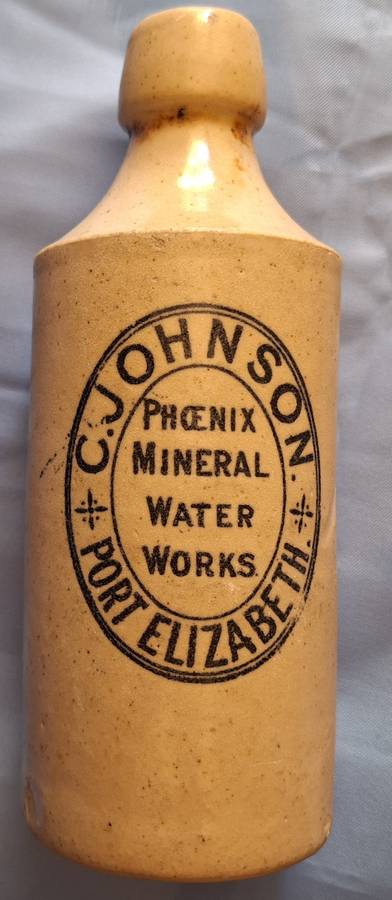 C. JOHNSON.
PHŒNIX
MINERAL
WATER
WORKS.
PORT ELIZABETH.